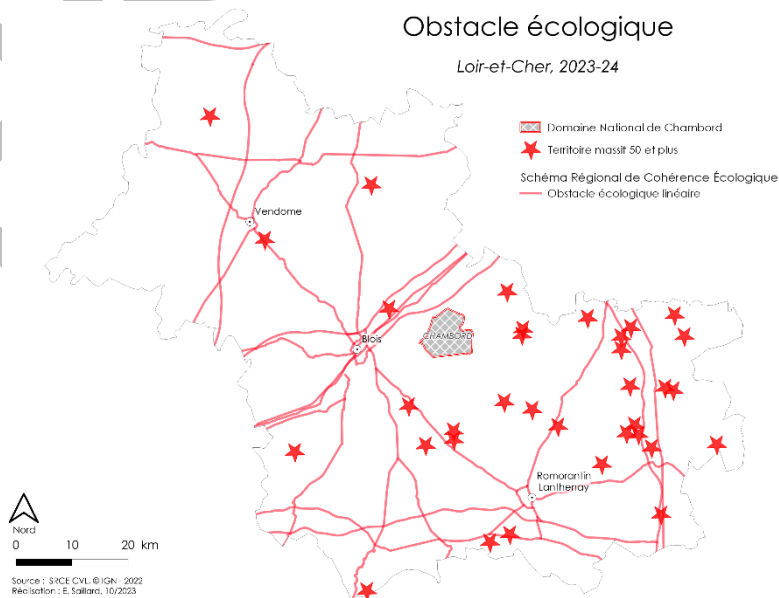 Obstacle écologique
Loir-et-Cher, 2023-24
Domaine National de Chambord
Territoire massif 50 et plus
Schéma Régional de Cohérence Écologique
Obstacle écologique linéaire
Vendome
Blois
CHAMBORD
Romorantin
Lanthenay
Nord
0 10 20 km
Source : SRCE CVL, © IGN - 2022
Réalisation : E. Saillard, 10/2023